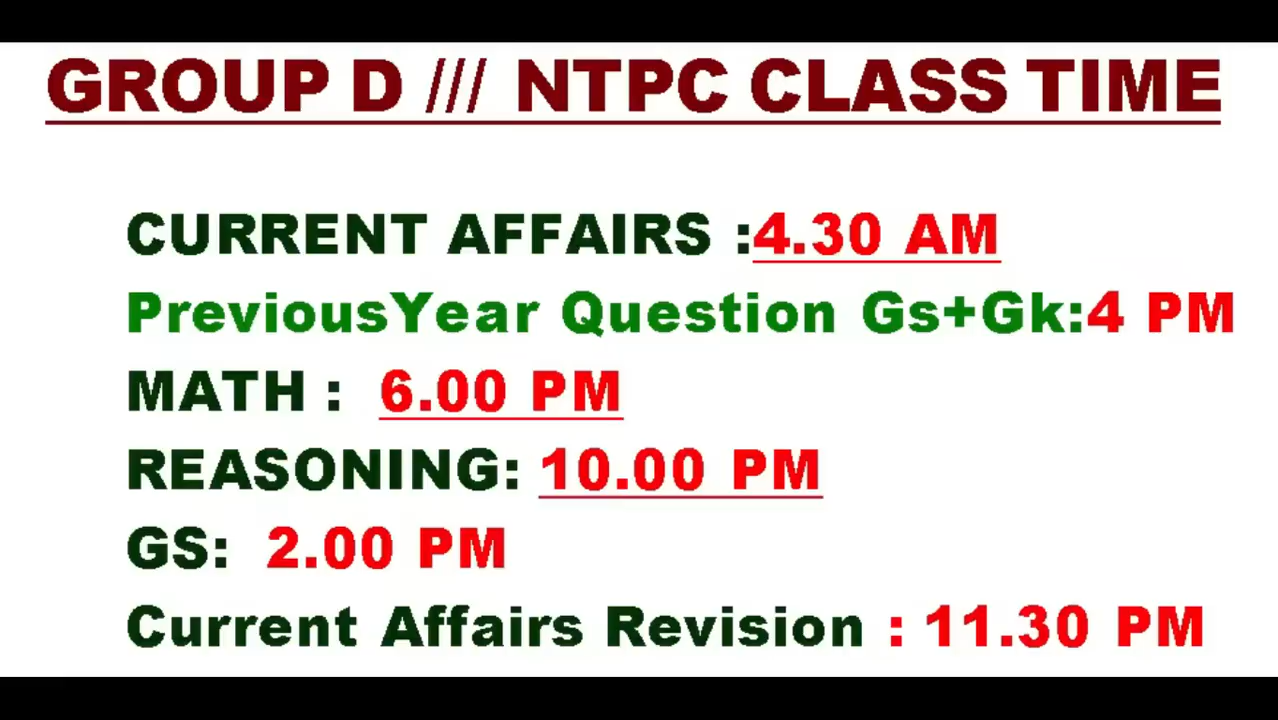 GROUP D /// NTPC CLASS TIME
CURRENT AFFAIRS :4.30 AM
PreviousYear Question Gs+Gk:4 PM
MATH : 6.00 PM
REASONING: 10.00 PM
GS: 2.00 PM
Current Affairs Revision : 11.30 PM